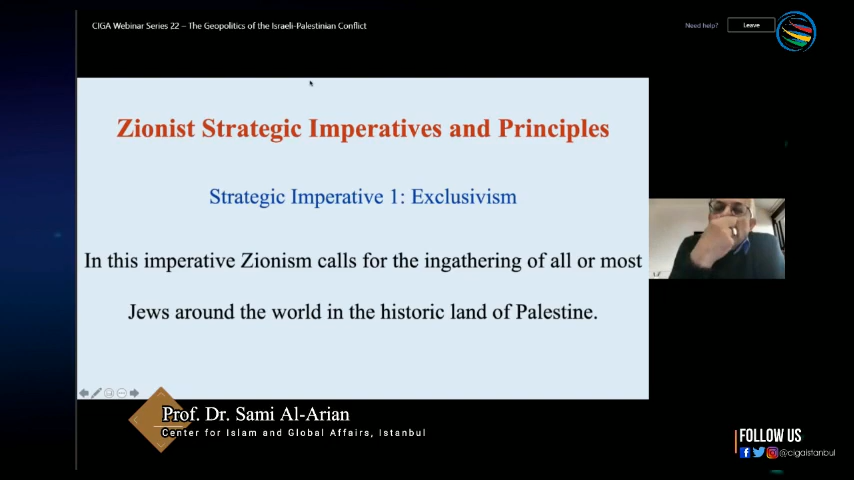 CIGA Webinar Series 22 – The Geopolitics of the Israeli-Palestinian Conflict
Need help?
Leave
Zionist Strategic Imperatives and Principles
Strategic Imperative 1: Exclusivism
In this imperative Zionism calls for the ingathering of all or most
Jews around the world in the historic land of Palestine.
Prof. Dr. Sami Al-Arian
Center for Islam and Global Affairs, Istanbul
FOLLOW US
@cigaistanbul